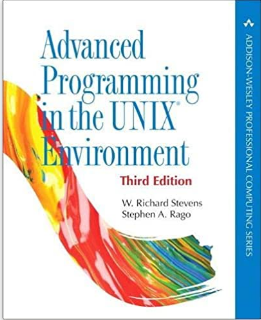 Advanced
Programming
in the UNIX®
Environment
Third Edition
W. Richard Stevens
Stephen A. Rago
ADDISON-WESLEY PROFESSIONAL COMPUTING SERIES